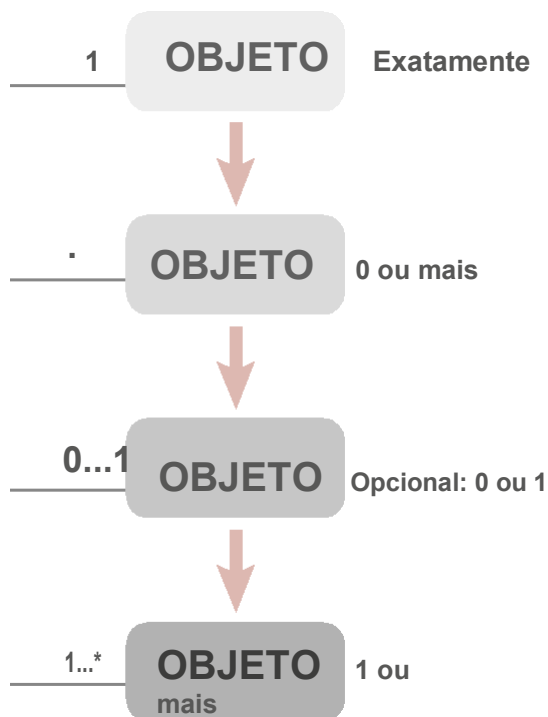 1 OBJETO Exatamente
. OBJETO 0 ou mais
0...1 OBJETO Opcional: 0 ou 1
1...* OBJETO 1 ou
mais